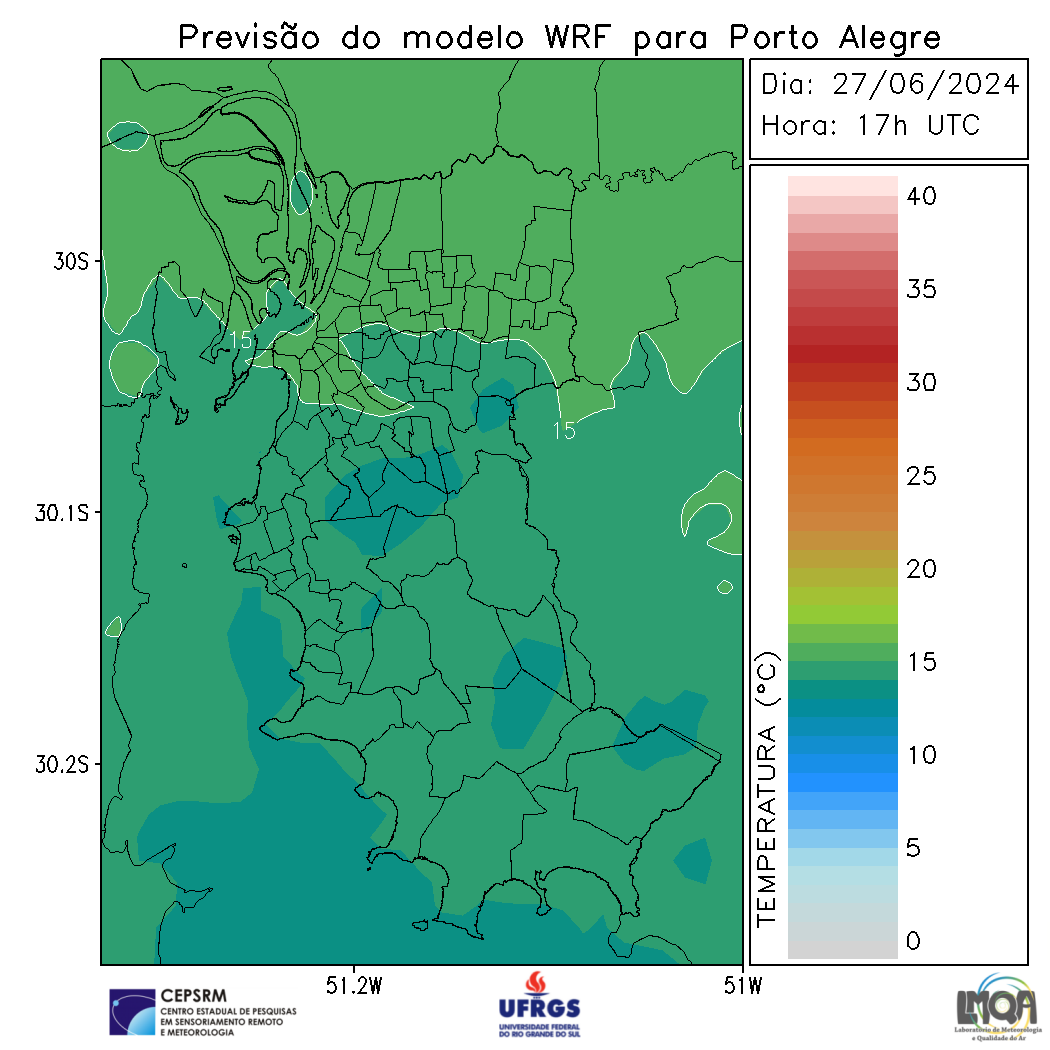 Previsão do modelo WRF para Porto Alegre
Dia: 27/06/2024
Hora: 17h UTC
30S
30.1S
30.2S
51.2W
51W
15
15
TEMPERATURA (°C)
40
35
30
25
20
15
10
5
0
CEPSRM
CENTRO ESTADUAL DE PESQUISAS
EM SENSORIAMENTO REMOTO
E METEOROLOGIA
UFRGS
UNIVERSIDADE FEDERAL
DO RIO GRANDE DO SUL
LMQA
Laboratório de Meteorologia
e Qualidade do Ar